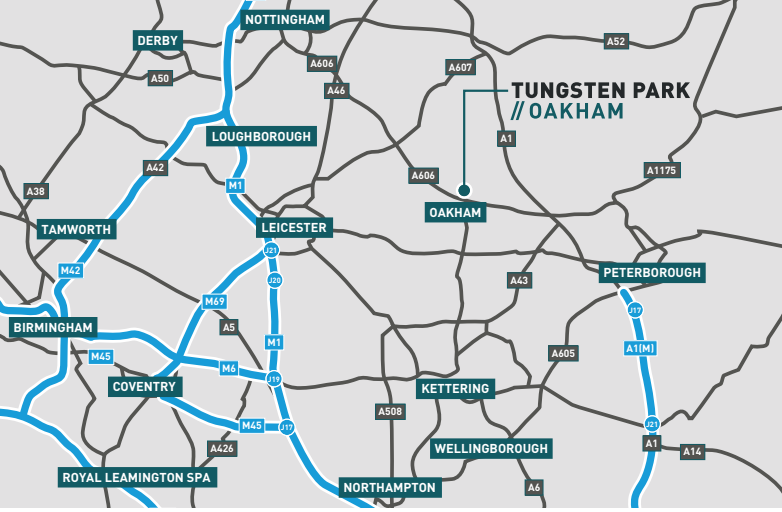 NOTTINGHAM
DERBY
A52
A606
A607
A50
A46
TUNGSTEN PARK
// OAKHAM
LOUGHBOROUGH
A1
A42
A606
A1175
A38
M1
OAKHAM
TAMWORTH
LEICESTER
J21
M42
PETERBOROUGH
J20
A43
M69
J17
BIRMINGHAM
A5
M1
A1(M)
M45
A605
M6
J19
COVENTRY
KETTERING
A508
M45
J17
J21
A1
A426
WELLINGBOROUGH
A14
ROYAL LEAMINGTON SPA
NORTHAMPTON
A6